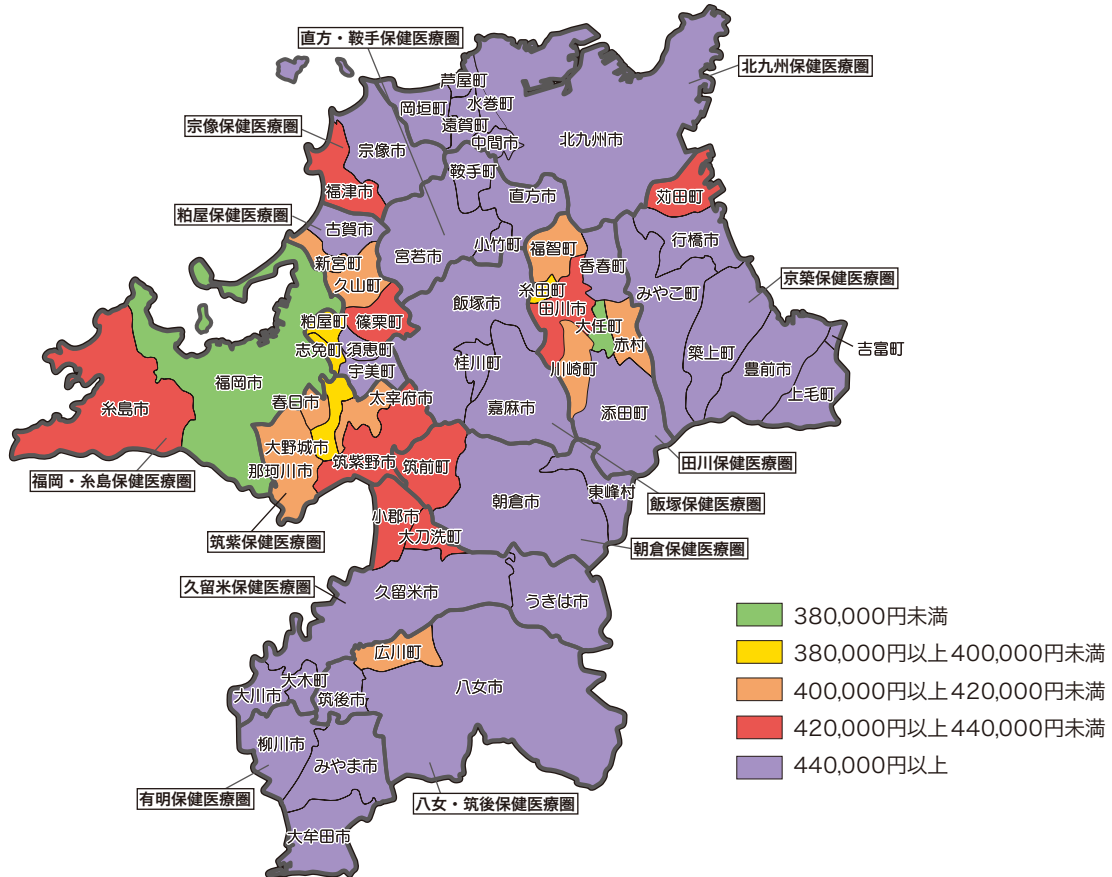 直方・鞍手保健医療圏
北九州保健医療圏
芦屋町
岡垣町
水巻町
遠賀町
中間市
北九州市
宗像保健医療圏
宗像市
鞍手町
福津市
直方市
苅田町
粕屋保健医療圏
古賀市
行橋市
宮若市
小竹町
福智町
新宮町
香春町
京築保健医療圏
久山町
糸田町
みやこ町
飯塚市
田川市
粕屋町
篠栗町
大任町
赤村
志免町
須恵町
吉富町
築上町
宇美町
桂川町
川崎町
豊前市
福岡市
上毛町
春日市
太宰府市
糸島市
嘉麻市
添田町
大野城市
筑紫野市
筑前町
田川保健医療圏
那珂川市
福岡・糸島保健医療圏
朝倉市
東峰村
飯塚保健医療圏
小郡市
大刀洗町
筑紫保健医療圏
朝倉保健医療圏
久留米保健医療圏
久留米市
うきは市
広川町
大木町
大川市
筑後市
八女市
柳川市
みやま市
有明保健医療圏
八女・筑後保健医療圏
大牟田市
380,000円未満
380,000円以上400,000円未満
400,000円以上420,000円未満
420,000円以上440,000円未満
440,000円以上